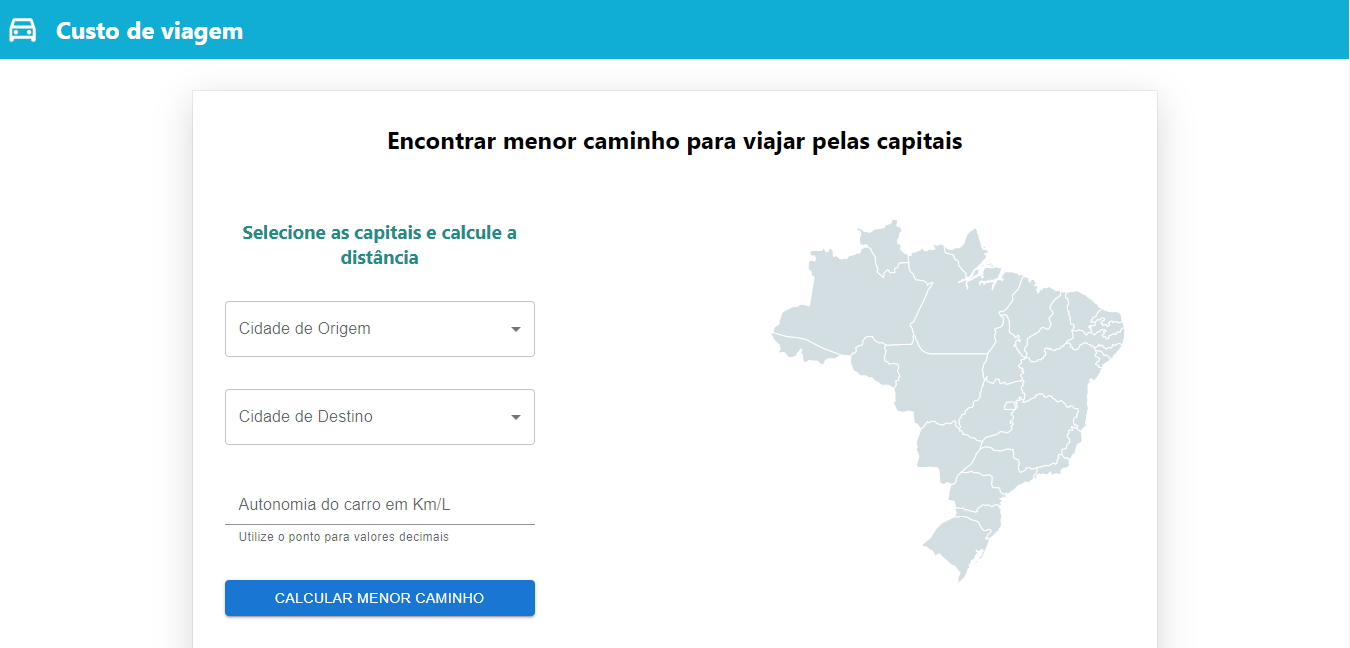 Custo de viagem
Encontrar menor caminho para viajar pelas capitais
Selecione as capitais e calcule a
distância
Cidade de Origem
Cidade de Destino
Autonomia do carro em Km/L
Utilize o ponto para valores decimais
CALCULAR MENOR CAMINHO